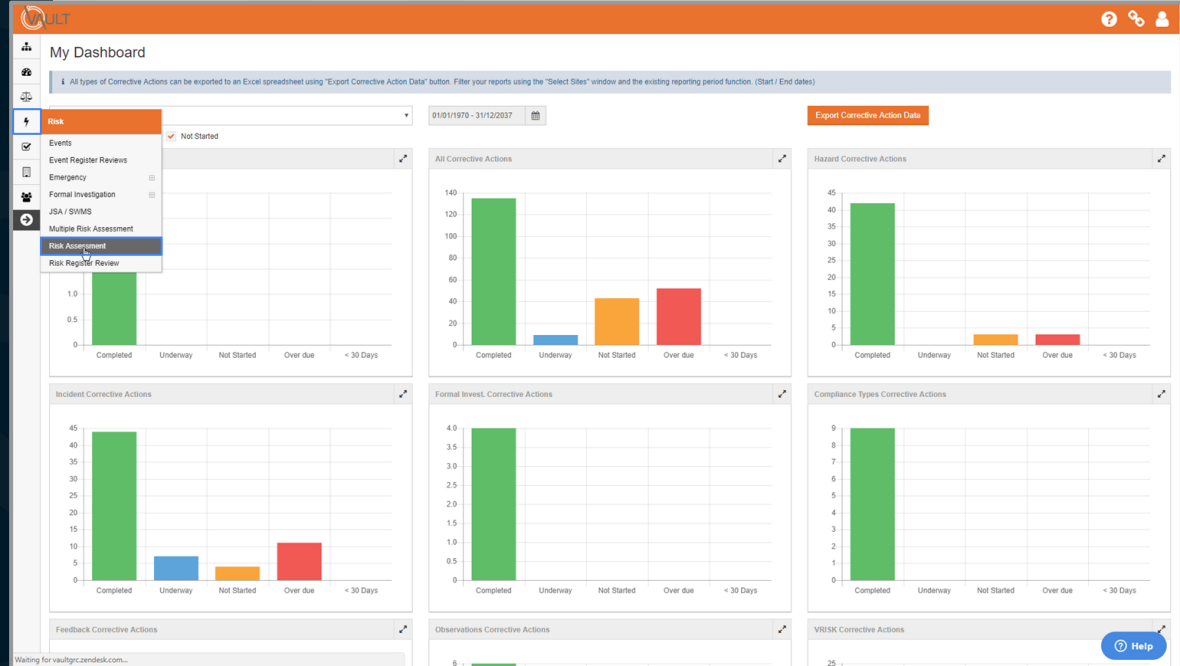 VAULT
My Dashboard
i All types of Corrective Actions can be exported to an Excel spreadsheet using "Export Corrective Action Data" button. Filter your reports using the "Select Sites" window and the existing reporting period function. (Start / End dates)
01/01/1970 - 31/12/2037
Export Corrective Action Data
Not Started
Risk
Events
Event Register Reviews
Emergency
Formal Investigation
JSA / SWMS
Multiple Risk Assessment
Risk Assessment
Risk Register Review
1.0
0.5
0
Completed Underway Not Started Over due < 30 Days
All Corrective Actions
140
120
100
80
60
40
20
0
Completed Underway Not Started Over due < 30 Days
Hazard Corrective Actions
45
40
35
30
25
20
15
10
5
0
Completed Underway Not Started Over due < 30 Days
Incident Corrective Actions
45
40
35
30
25
20
15
10
5
0
Completed Underway Not Started Over due < 30 Days
Formal Invest. Corrective Actions
4.0
3.5
3.0
2.5
2.0
1.5
1.0
0.5
0
Completed Underway Not Started Over due < 30 Days
Compliance Types Corrective Actions
9
8
7
6
5
4
3
2
1
0
Completed Underway Not Started Over due < 30 Days
Feedback Corrective Actions
Observations Corrective Actions
6
VRISK Corrective Actions
25
? Help
Waiting for vaultgrc.zendesk.com...